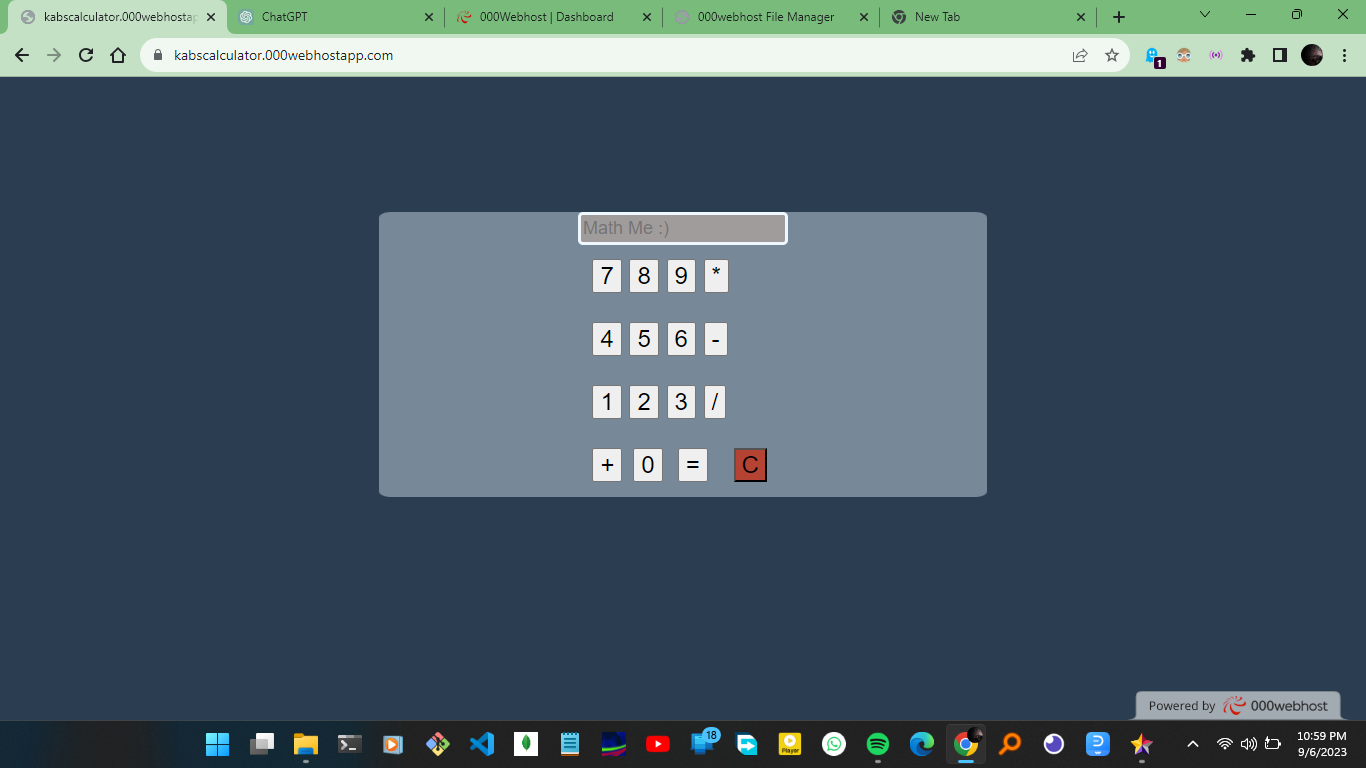 kabscalculator.000webhostap
ChatGPT
000Webhost | Dashboard
000webhost File Manager
New Tab
kabscalculator.000webhostapp.com
1
Math Me :)
7 8 9 *
4 5 6 -
1 2 3 /
+ 0 = C
Powered by 000webhost
18
Player
10:59 PM
9/6/2023